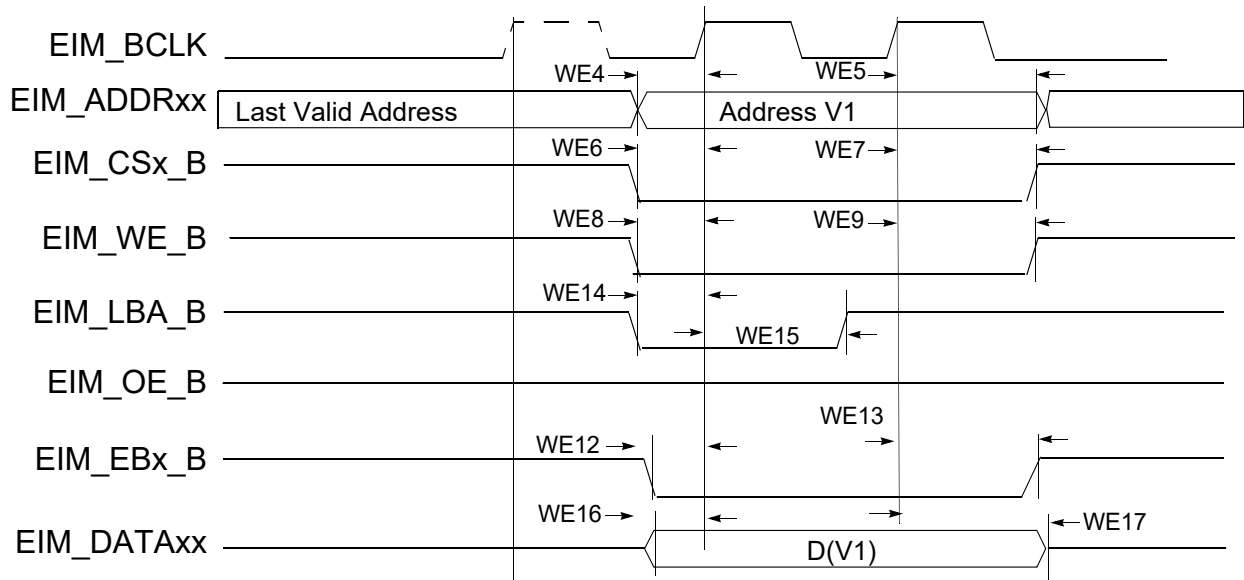 EIM_BCLK
WE4 WE5
EIM_ADDRxx Last Valid Address Address V1
WE6 WE7
EIM_CSx_B
WE8 WE9
EIM_WE_B
WE14
EIM_LBA_B WE15
EIM_OE_B
WE13
WE12
EIM_EBx_B
WE16 WE17
EIM_DATAxx D(V1)